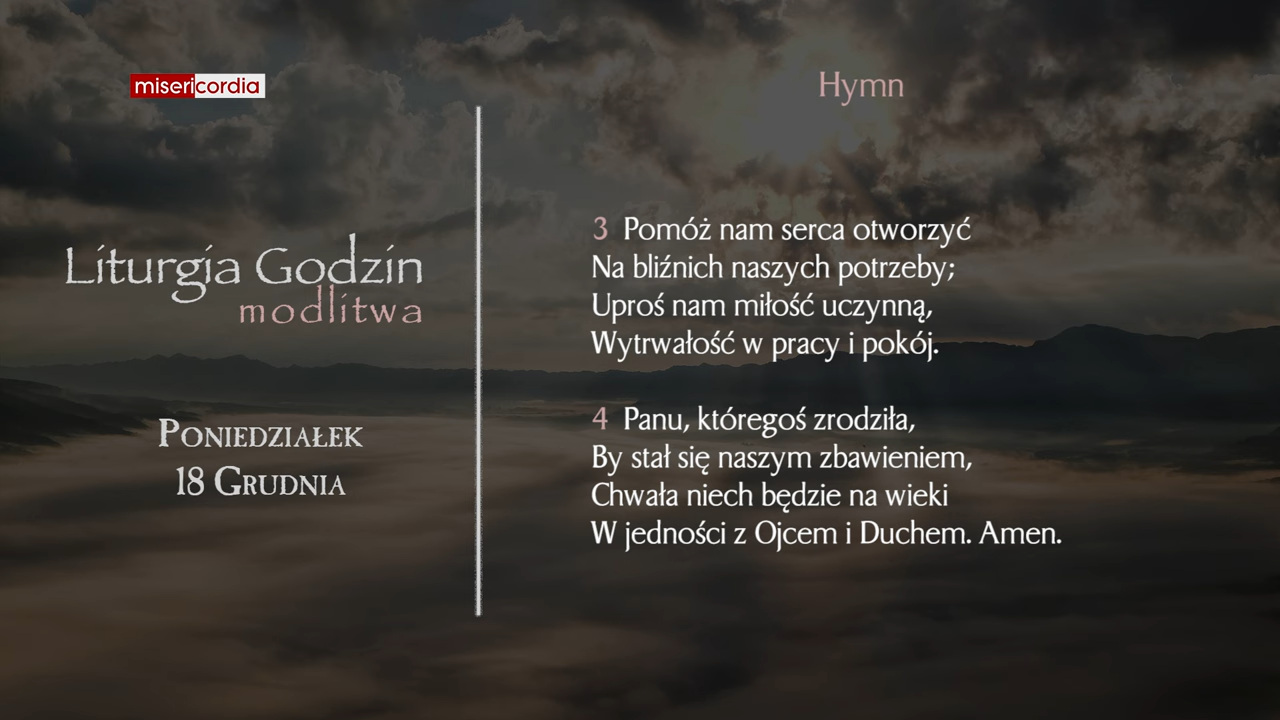 misericordia
Liturgia Godzin
modlitwa
Poniedziałek
18 Grudnia
Hymn
3 Pomóż nam serca otworzyć
Na bliźnich naszych potrzeby;
Uproś nam miłość uczynną,
Wytrwałość w pracy i pokój.
4 Panu, któregoś zrodziła,
By stał się naszym zbawieniem,
Chwała niech będzie na wieki
W jedności z Ojcem i Duchem. Amen.